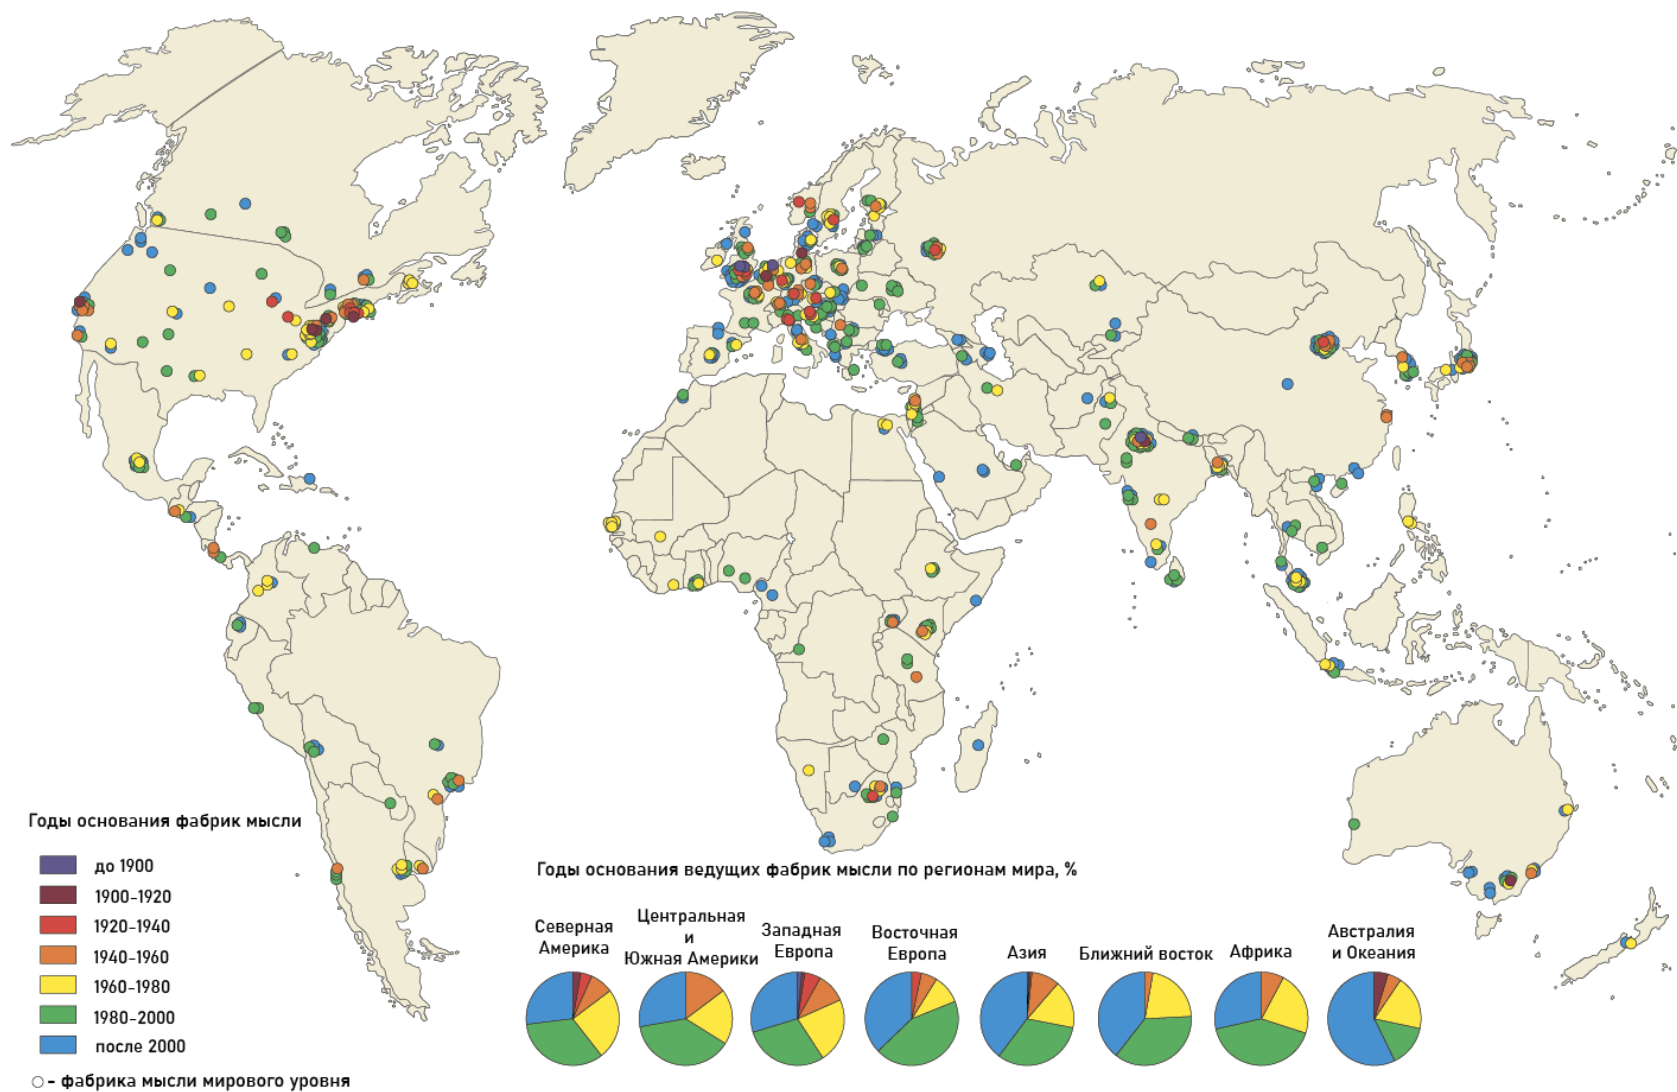 Годы основания фабрик мысли
до 1900
1900-1920
1920-1940
1940-1960
1960-1980
1980-2000
после 2000
○ - фабрика мысли мирового уровня
Годы основания ведущих фабрик мысли по регионам мира, %
Северная
Америка
Центральная
и
Южная Америки
Западная
Европа
Восточная
Европа
Азия
Ближний восток
Африка
Австралия
и Океания